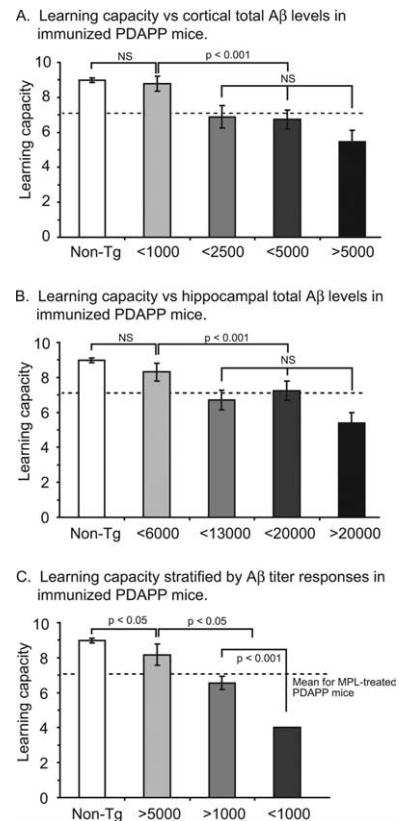 A. Learning capacity vs cortical total Aβ levels in
immunized PDAPP mice.
NS
p < 0.001
NS
10
8
6
4
2
0
Learning capacity
Non-Tg <1000 <2500 <5000 >5000
B. Learning capacity vs hippocampal total Aβ levels in
immunized PDAPP mice.
NS
p < 0.001
NS
10
8
6
4
2
0
Learning capacity
Non-Tg <6000 <13000 <20000 >20000
C. Learning capacity stratified by Aβ titer responses in
immunized PDAPP mice.
p < 0.05 p < 0.05
p < 0.001
Mean for MPL-treated
PDAPP mice
10
8
6
4
2
0
Learning capacity
Non-Tg >5000 >1000 <1000